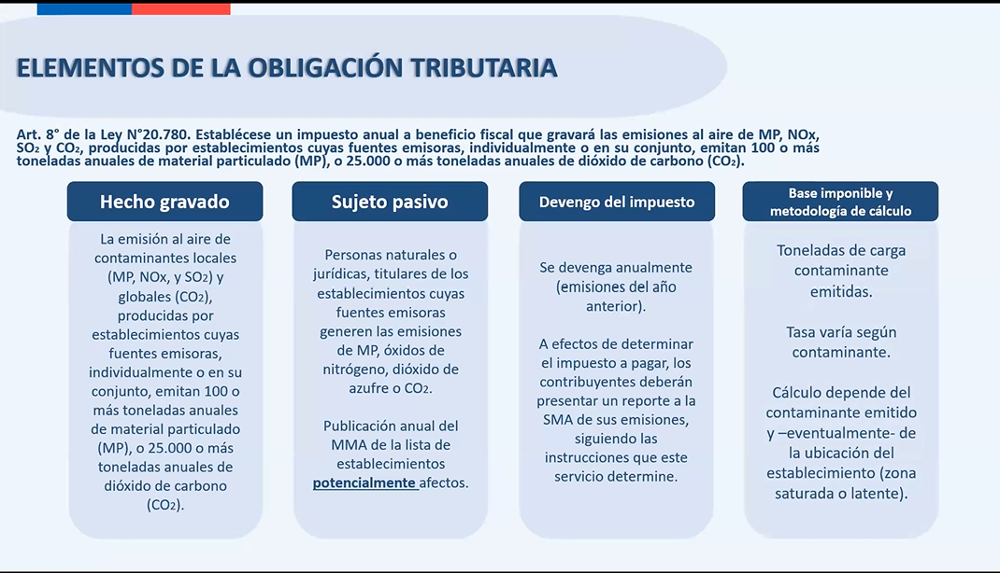 ELEMENTOS DE LA OBLIGACIÓN TRIBUTARIA
Art. 8° de la Ley N°20.780. Establécese un impuesto anual a beneficio fiscal que gravará las emisiones al aire de MP, NOx,
SO2 y CO2, producidas por establecimientos cuyas fuentes emisoras, individualmente o en su conjunto, emitan 100 o más
toneladas anuales de material particulado (MP), o 25.000 o más toneladas anuales de dióxido de carbono (CO2).
Hecho gravado
La emisión al aire de
contaminantes locales
(MP, NOx, y SO2) y
globales (CO2),
producidas por
establecimientos cuyas
fuentes emisoras,
individualmente o en su
conjunto, emitan 100 o
más toneladas anuales
de material particulado
(MP), o 25.000 o más
toneladas anuales de
dióxido de carbono
(CO2).
Sujeto pasivo
Personas naturales o
jurídicas, titulares de los
establecimientos cuyas
fuentes emisoras
generen las emisiones
de MP, óxidos de
nitrógeno, dióxido de
azufre o CO2.
Publicación anual del
MMA de la lista de
establecimientos
potencialmente afectos.
Devengo del impuesto
Se devenga anualmente
(emisiones del año
anterior).
A efectos de determinar
el impuesto a pagar, los
contribuyentes deberán
presentar un reporte a la
SMA de sus emisiones,
siguiendo las
instrucciones que este
servicio determine.
Base imponible y
metodología de cálculo
Toneladas de carga
contaminante
emitidas.
Tasa varía según
contaminante.
Cálculo depende del
contaminante emitido
y –eventualmente- de
la ubicación del
establecimiento (zona
saturada o latente).